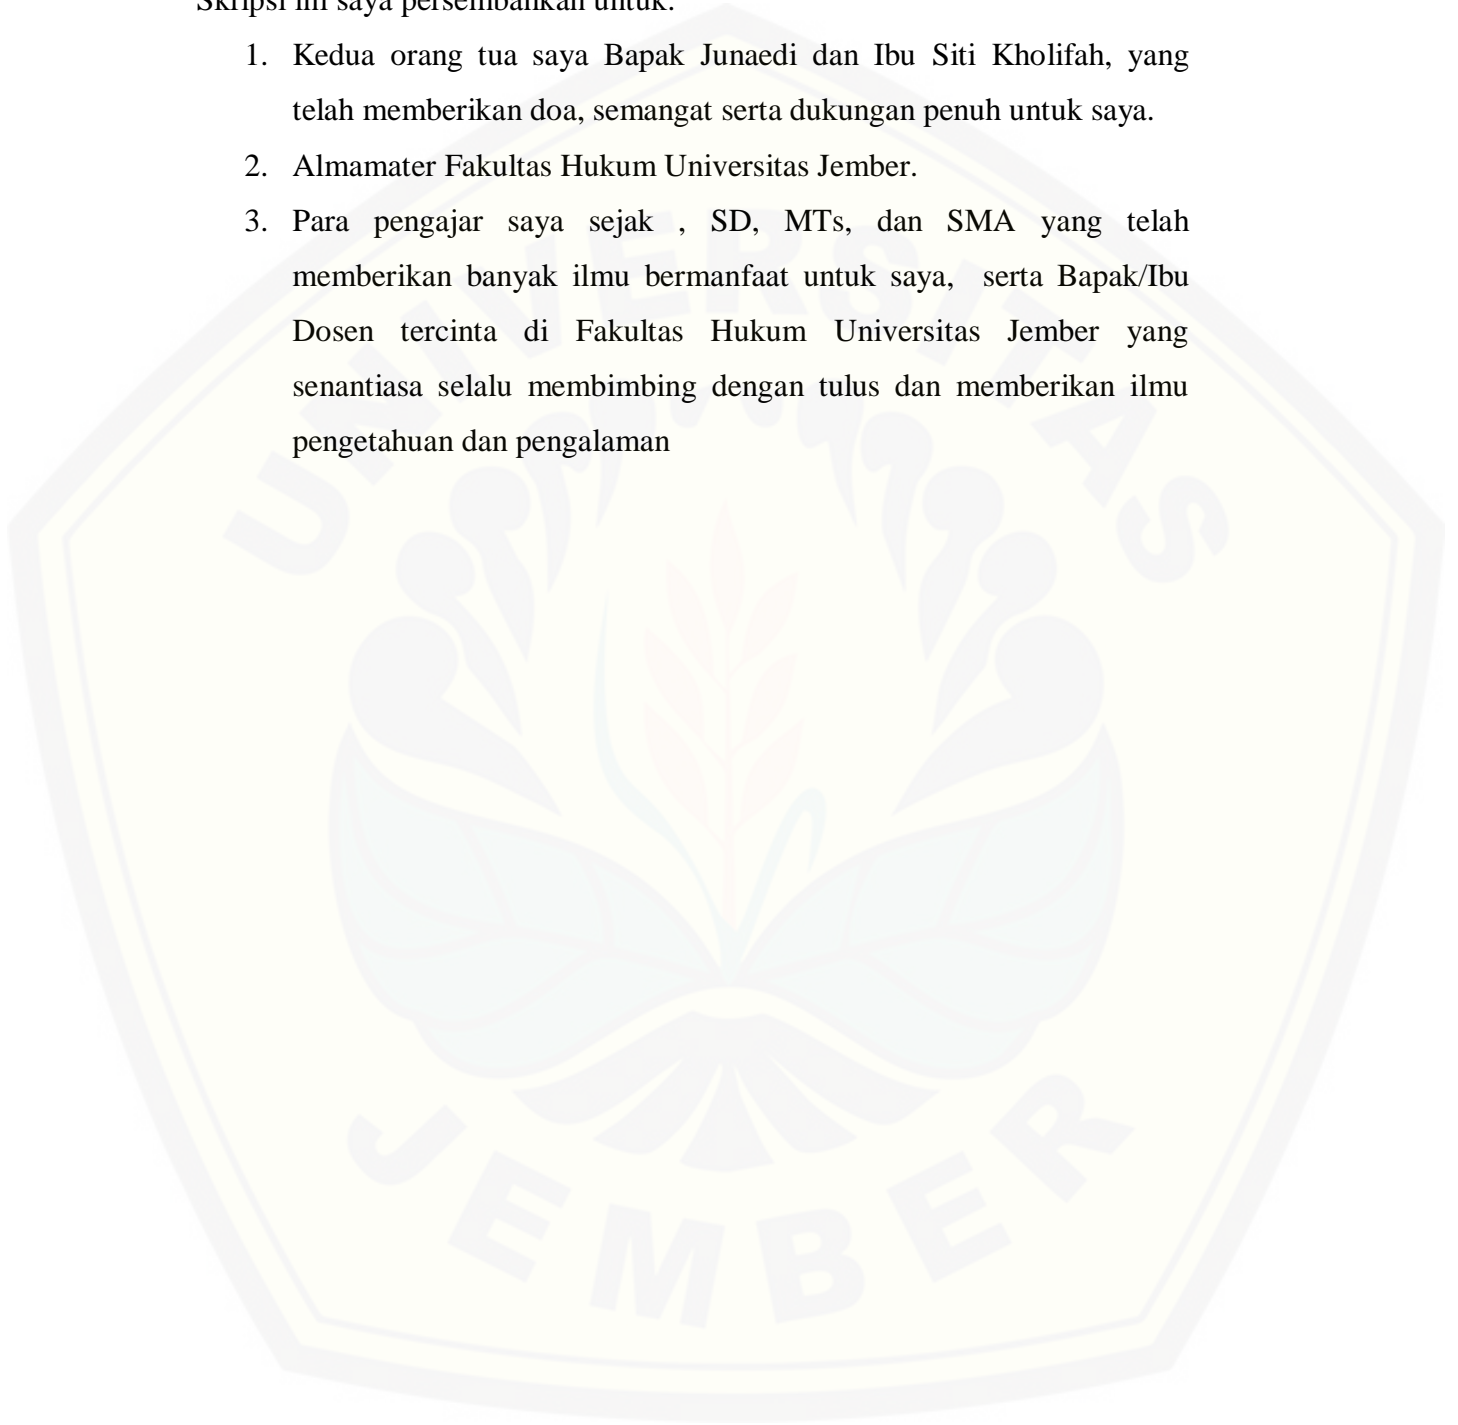 Skripsi ini saya persembahkan untuk:
1. Kedua orang tua saya Bapak Junaedi dan Ibu Siti Kholifah, yang
telah memberikan doa, semangat serta dukungan penuh untuk saya.
2. Almamater Fakultas Hukum Universitas Jember.
3. Para pengajar saya sejak , SD, MTs, dan SMA yang telah
memberikan banyak ilmu bermanfaat untuk saya, serta Bapak/Ibu
Dosen tercinta di Fakultas Hukum Universitas Jember yang
senantiasa selalu membimbing dengan tulus dan memberikan ilmu
pengetahuan dan pengalaman
UNIVERSITAS
JEMBER